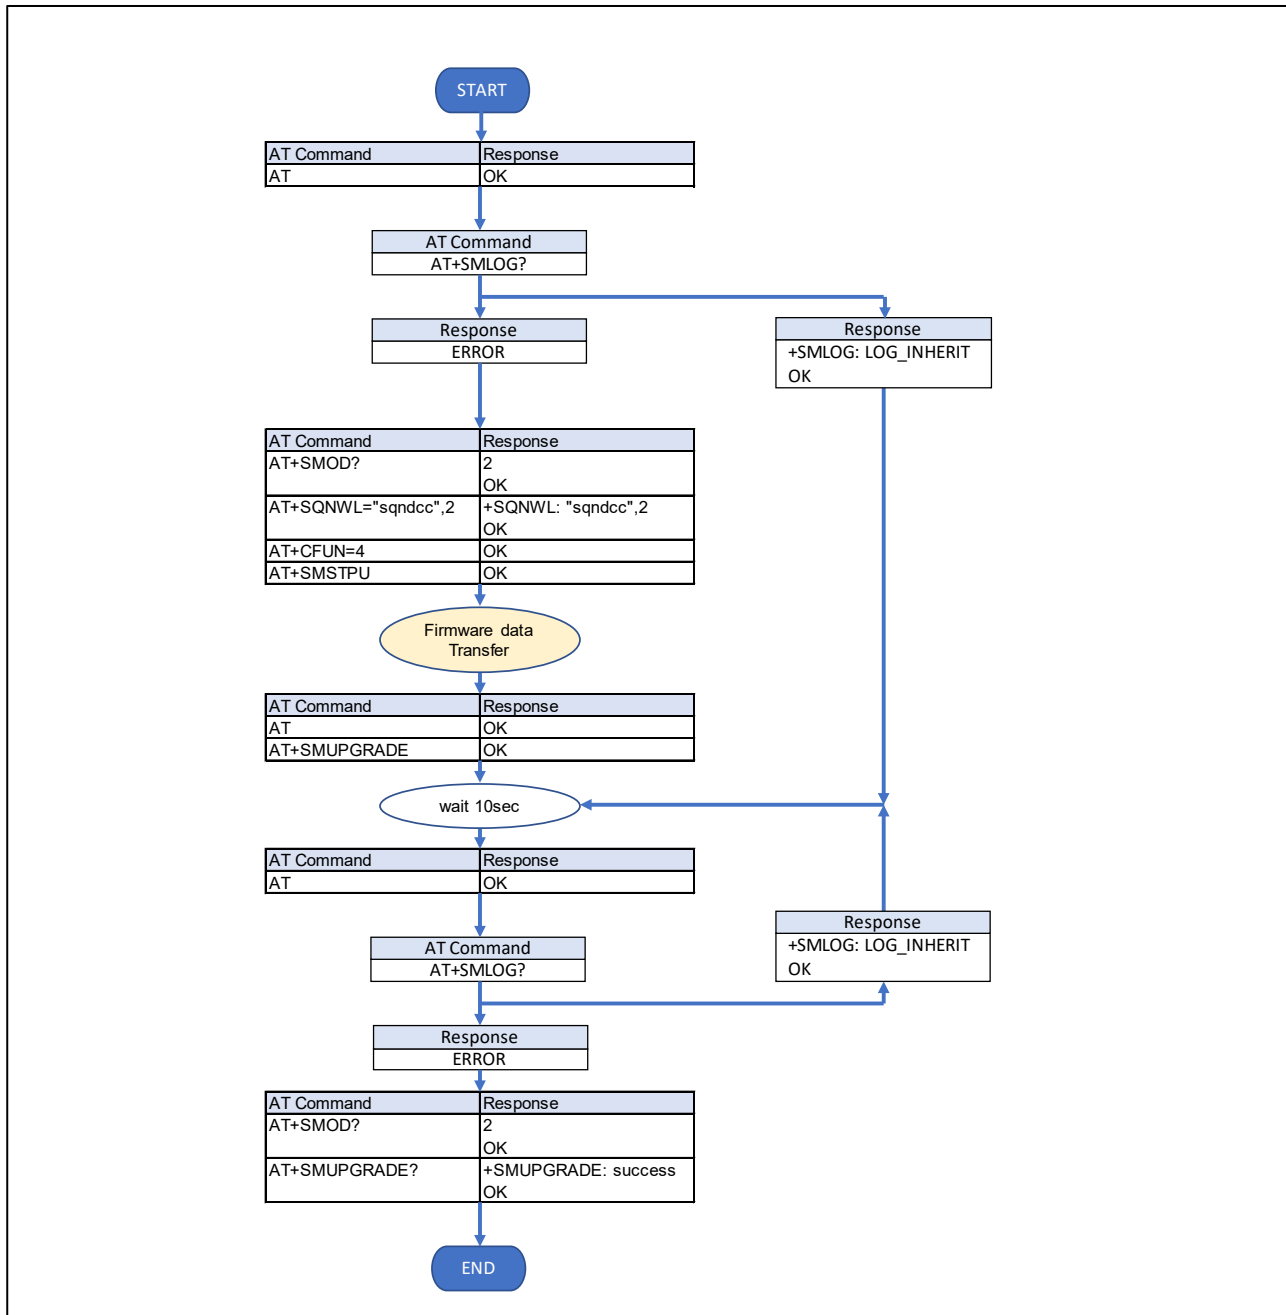 START
AT Command Response
AT OK
AT Command
AT+SMLOG?
Response
ERROR
Response
+SMLOG: LOG_INHERIT
OK
AT Command Response
AT+SMOD? 2
OK
AT+SQNWL="sqndcc",2 +SQNWL: "sqndcc",2
OK
AT+CFUN=4 OK
AT+SMSTPU OK
Firmware data
Transfer
AT Command Response
AT OK
AT+SMUPGRADE OK
wait 10sec
AT Command Response
AT OK
AT Command
AT+SMLOG?
Response
+SMLOG: LOG_INHERIT
OK
Response
ERROR
AT Command Response
AT+SMOD? 2
OK
AT+SMUPGRADE? +SMUPGRADE: success
OK
END